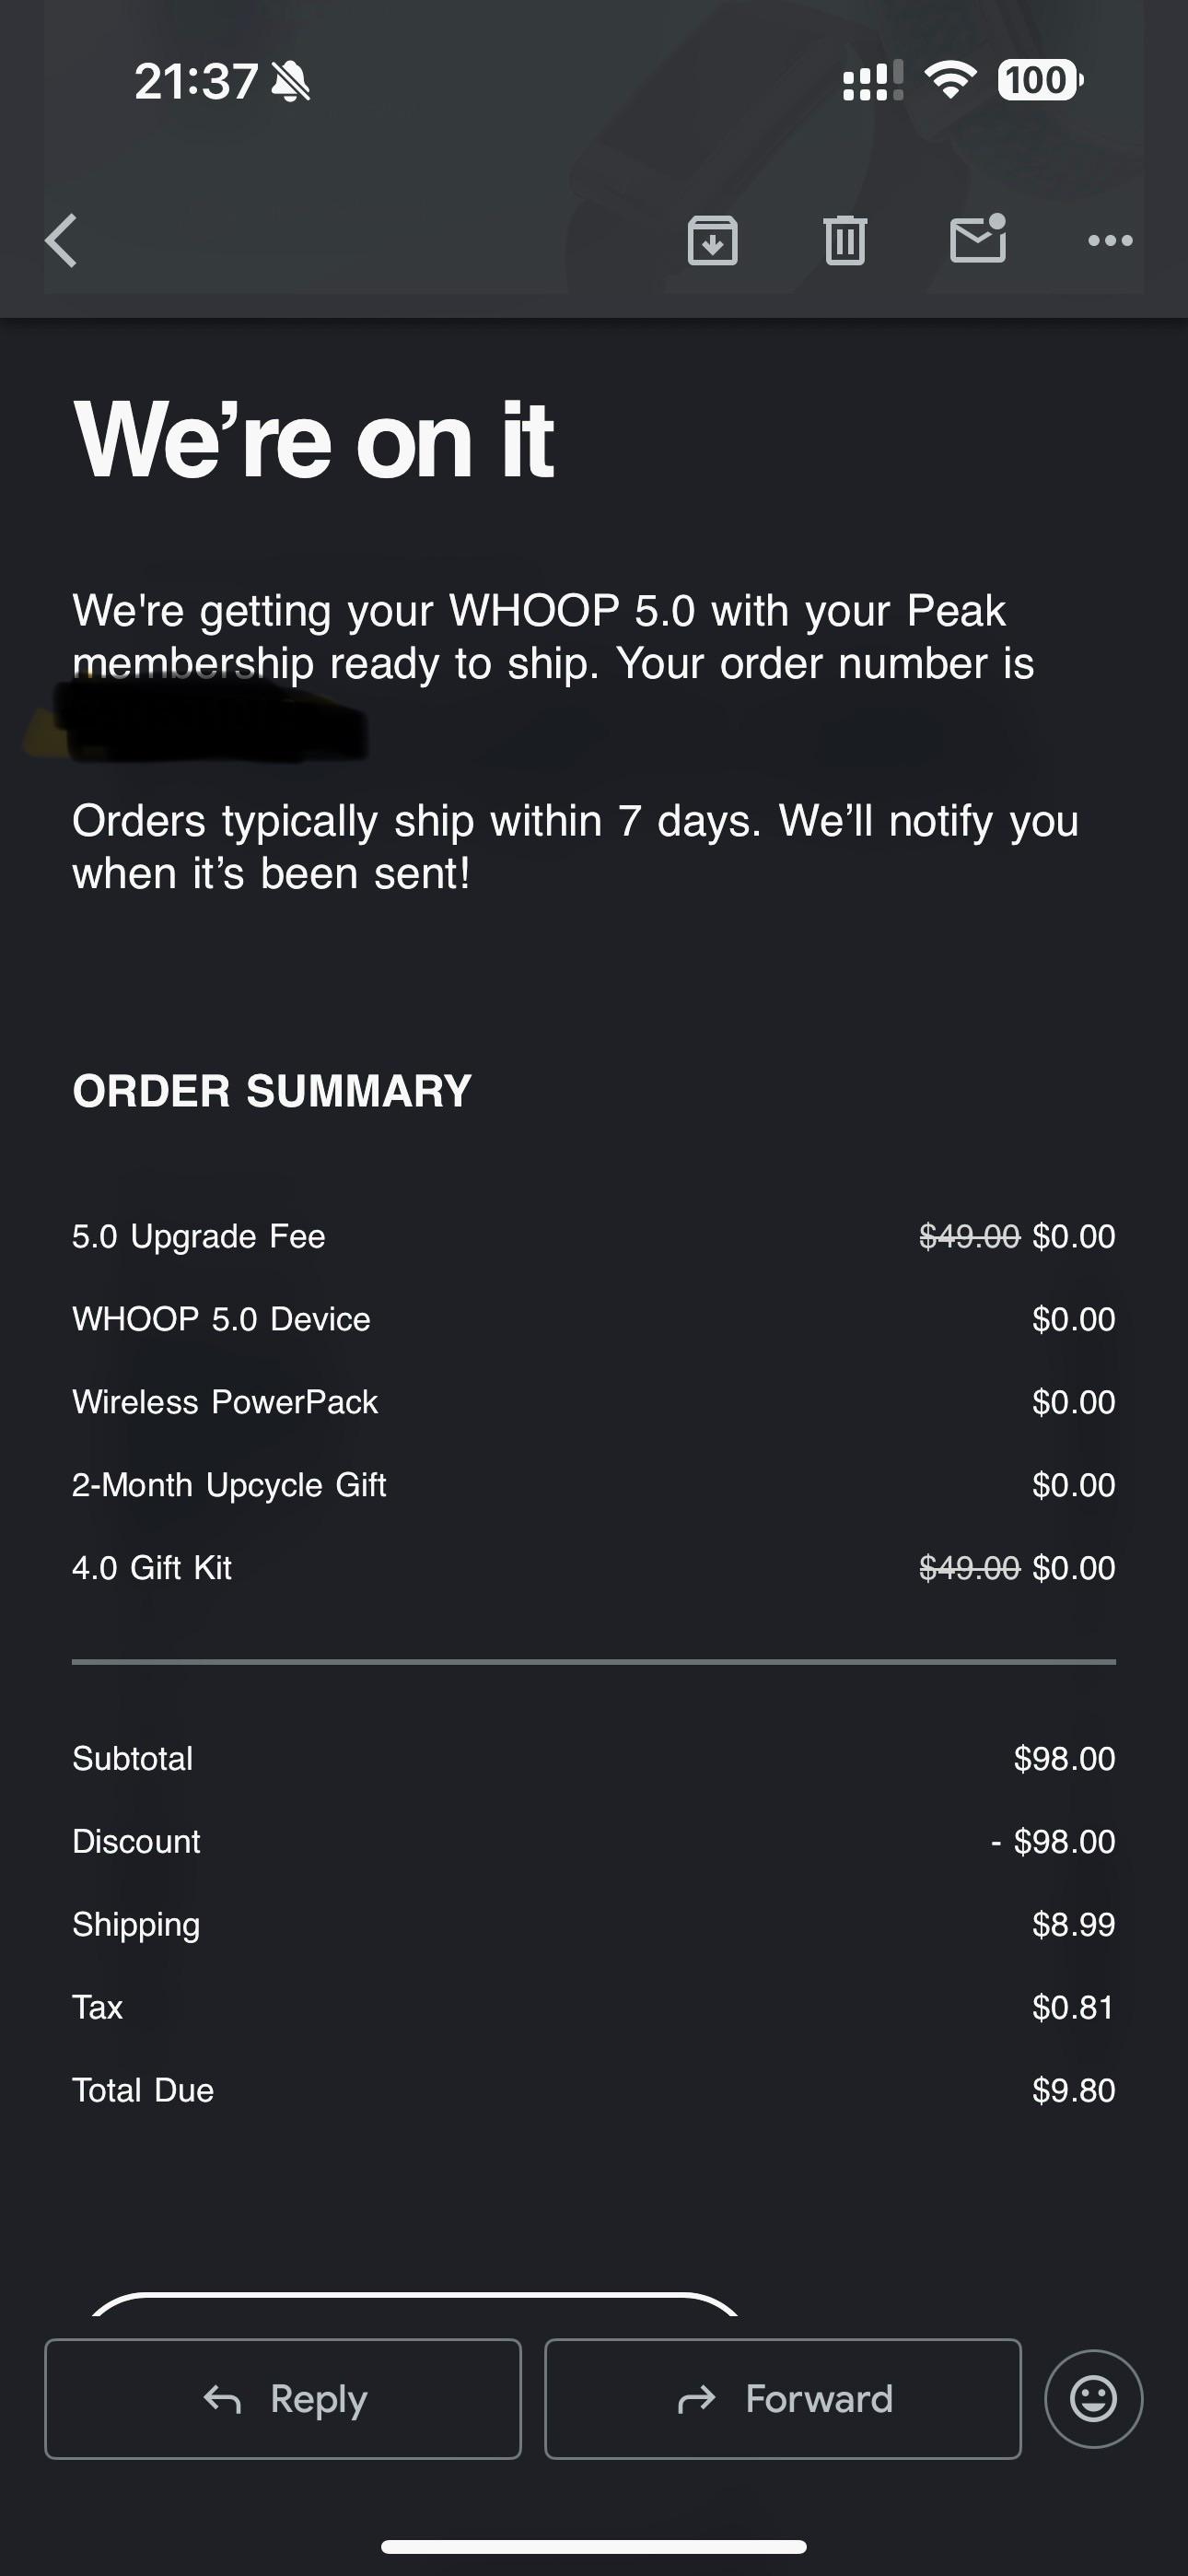 21:37
100
We’re on it
We're getting your WHOOP 5.0 with your Peak
membership ready to ship. Your order number is
Orders typically ship within 7 days. We’ll notify you
when it’s been sent!
ORDER SUMMARY
5.0 Upgrade Fee $49.00 $0.00
WHOOP 5.0 Device $0.00
Wireless PowerPack $0.00
2-Month Upcycle Gift $0.00
4.0 Gift Kit $49.00 $0.00
Subtotal $98.00
Discount - $98.00
Shipping $8.99
Tax $0.81
Total Due $9.80
Reply Forward